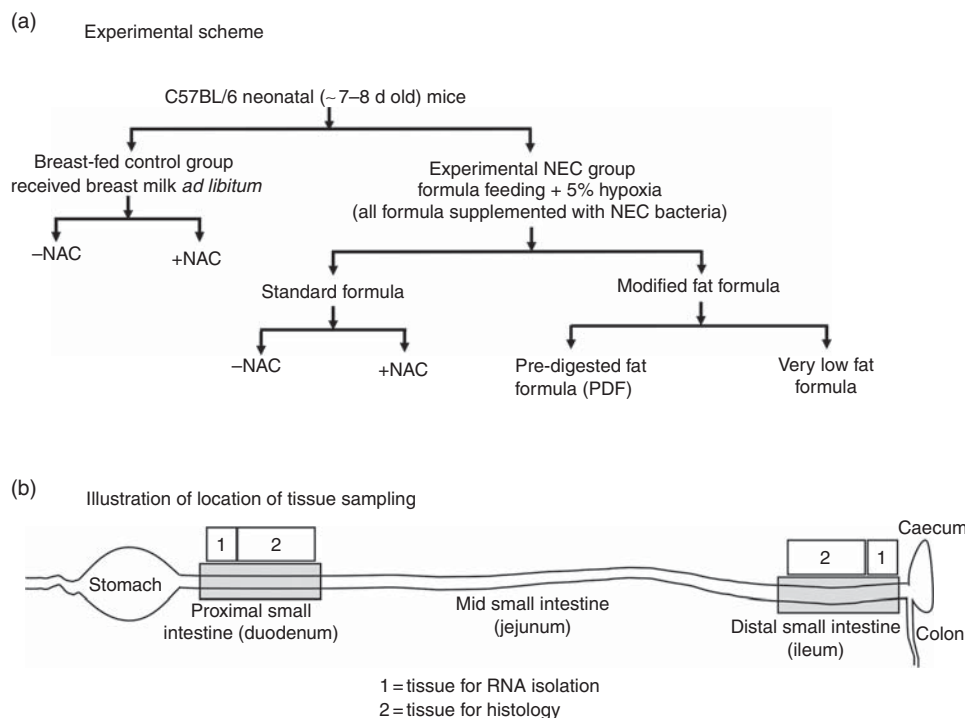 (a)
Experimental scheme
C57BL/6 neonatal (~7–8 d old) mice
Breast-fed control group
received breast milk ad libitum
Experimental NEC group
formula feeding + 5% hypoxia
(all formula supplemented with NEC bacteria)
–NAC
+NAC
Standard formula
Modified fat formula
–NAC
+NAC
Pre-digested fat
formula (PDF)
Very low fat
formula
(b)
Illustration of location of tissue sampling
1
2
2
1
Caecum
Stomach
Proximal small
intestine (duodenum)
Mid small intestine
(jejunum)
Distal small intestine
(ileum)
Colon
1 = tissue for RNA isolation
2 = tissue for histology